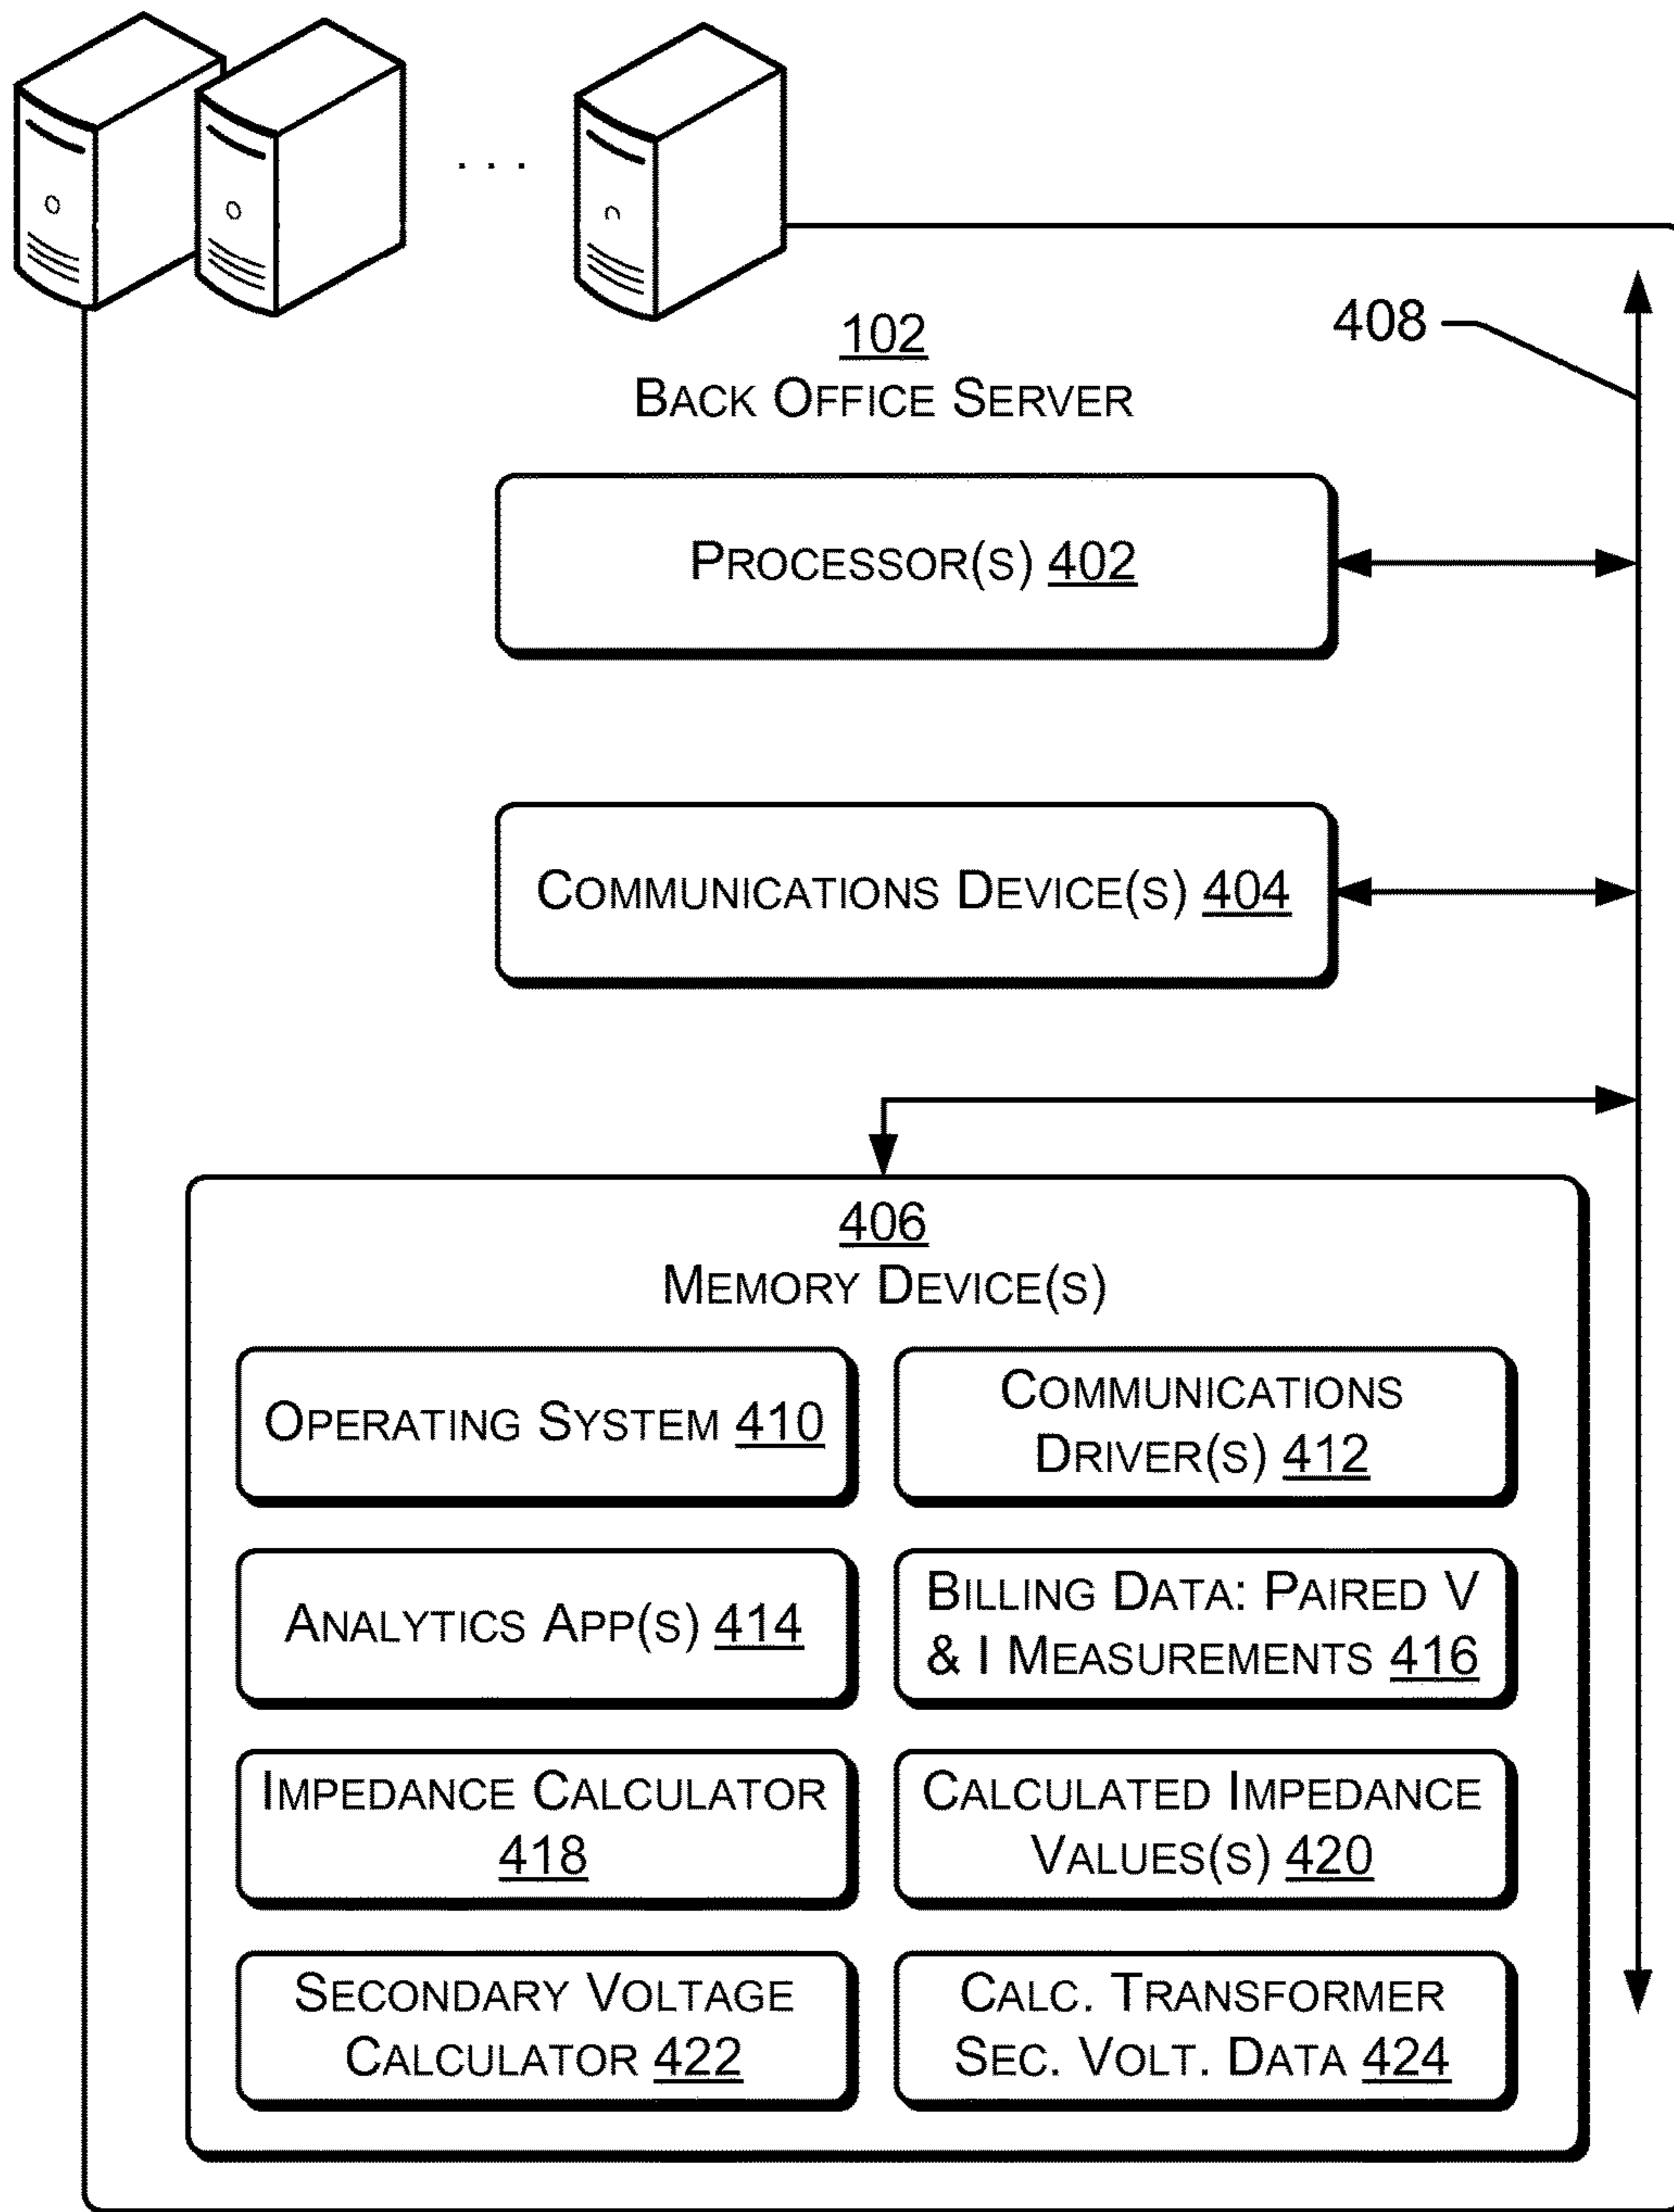 . . .
102
BACK OFFICE SERVER
408
PROCESSOR(S) 402
COMMUNICATIONS DEVICE(S) 404
406
MEMORY DEVICE(S)
OPERATING SYSTEM 410
COMMUNICATIONS
DRIVER(S) 412
ANALYTICS APP(S) 414
BILLING DATA: PAIRED V
& I MEASUREMENTS 416
IMPEDANCE CALCULATOR
418
CALCULATED IMPEDANCE
VALUES(S) 420
SECONDARY VOLTAGE
CALCULATOR 422
CALC. TRANSFORMER
SEC. VOLT. DATA 424